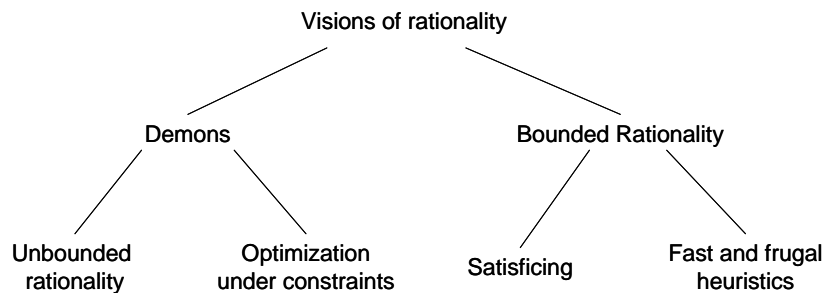 Visions of rationality
Demons
Bounded Rationality
Unbounded
rationality
Optimization
under constraints
Satisficing
Fast and frugal
heuristics